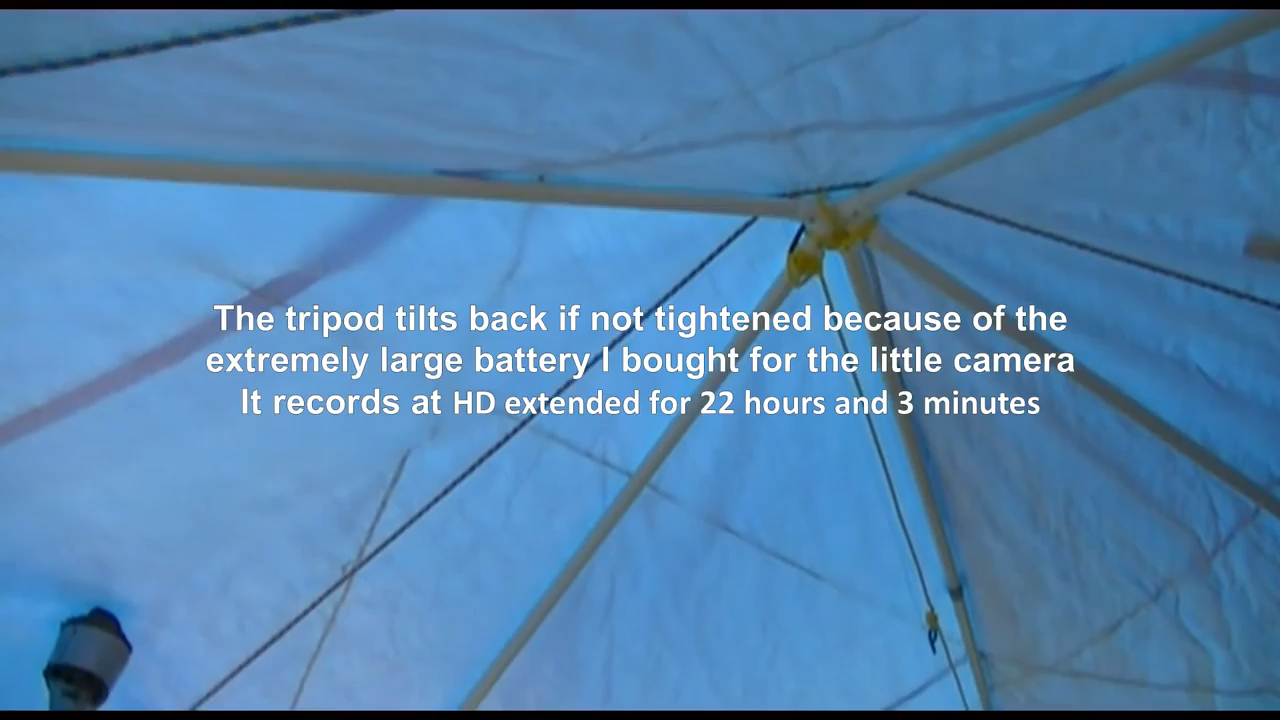 The tripod tilts back if not tightened because of the
extremely large battery I bought for the little camera
It records at HD extended for 22 hours and 3 minutes